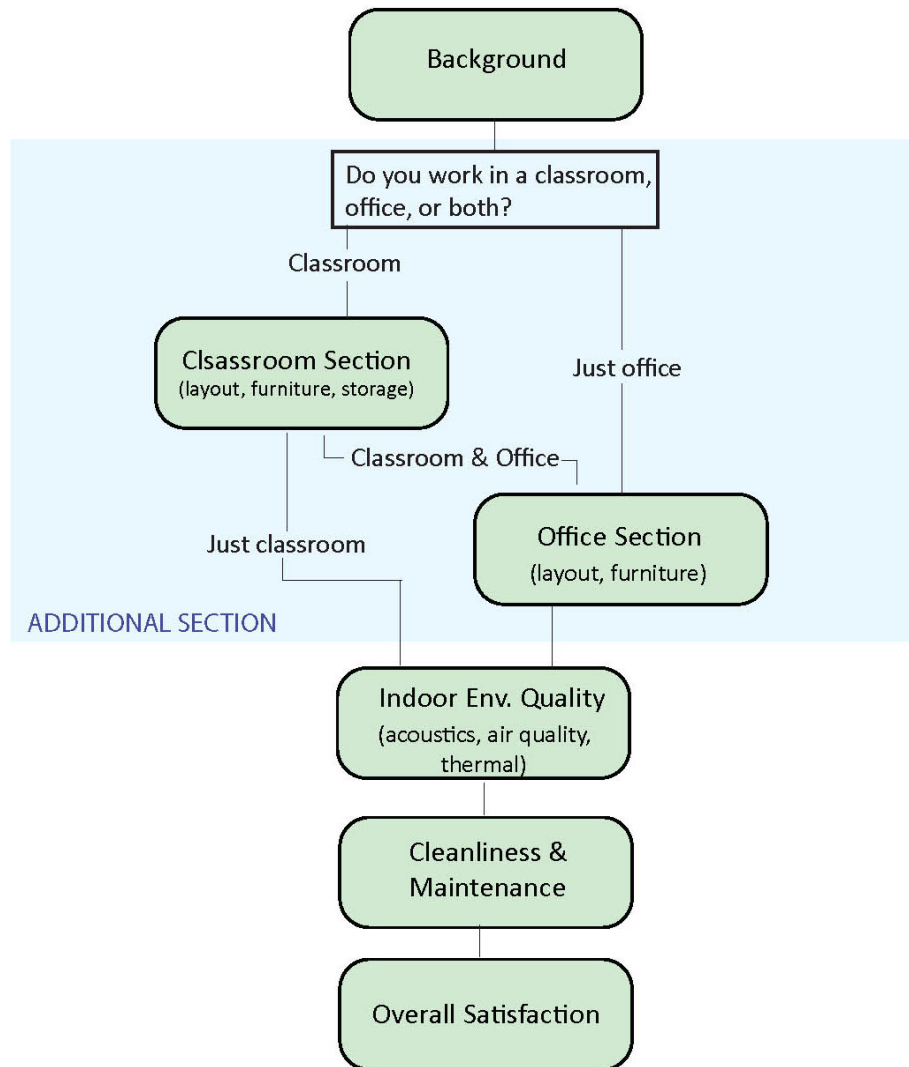 Background
Do you work in a classroom,
office, or both?
Classroom
Clsassroom Section
(layout, furniture, storage)
Just office
Classroom & Office
Office Section
(layout, furniture)
Just classroom
ADDITIONAL SECTION
Indoor Env. Quality
(acoustics, air quality,
thermal)
Cleanliness &
Maintenance
Overall Satisfaction